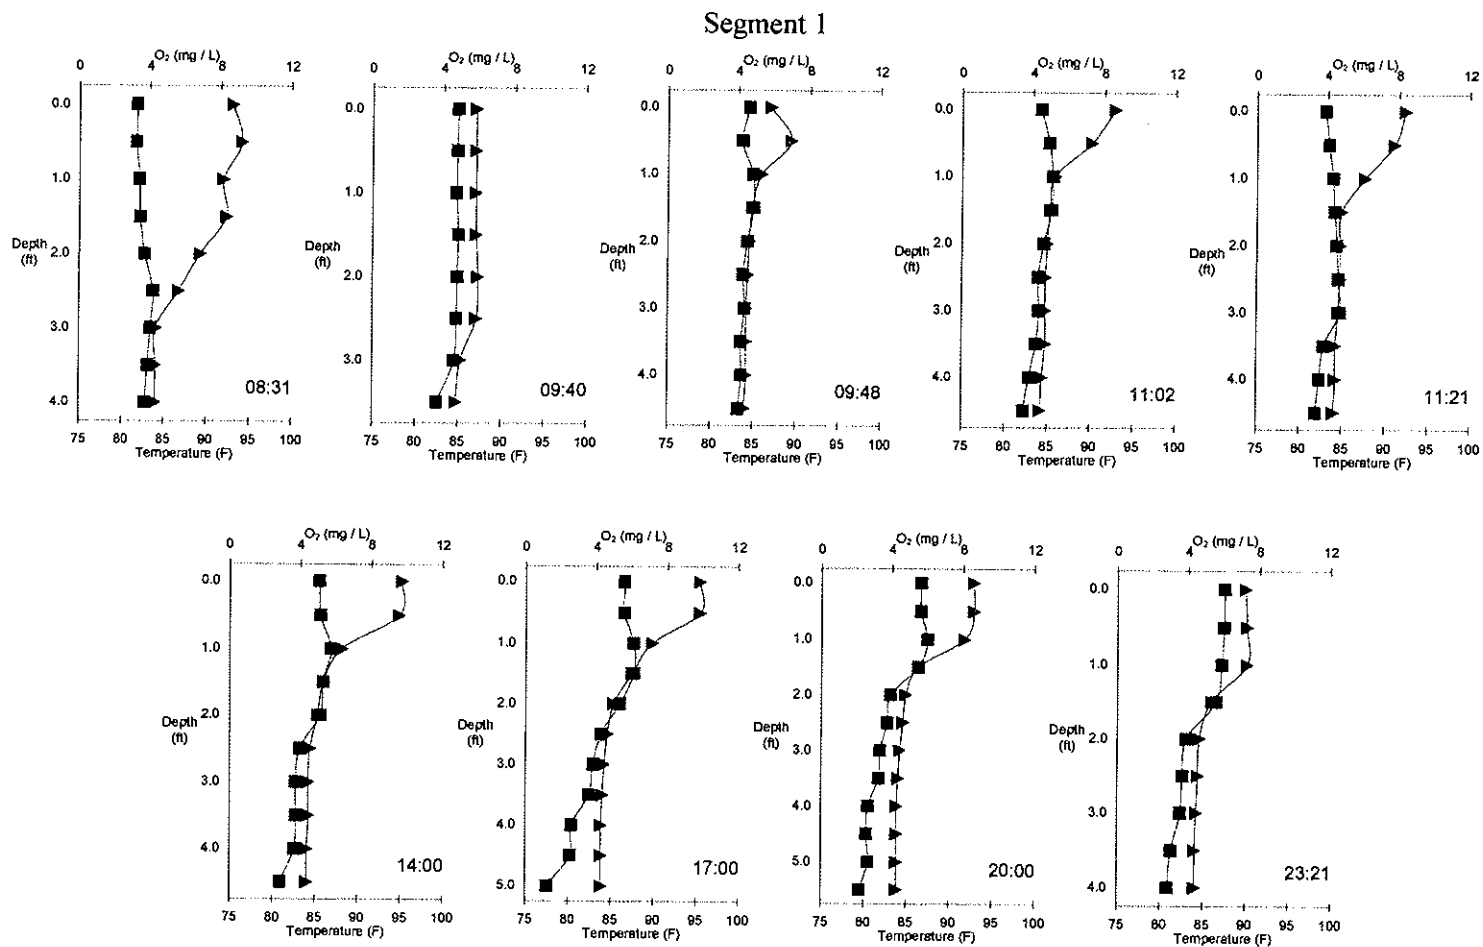 Segment 1
O₂ (mg / L)
0 4 8 12
0.0
1.0
2.0
3.0
4.0
Depth
(ft)
08:31
75 80 85 90 95 100
Temperature (F)
O₂ (mg / L)
0 4 8 12
0.0
1.0
2.0
3.0
Depth
(ft)
09:40
75 80 85 90 95 100
Temperature (F)
O₂ (mg / L)
0 4 8 12
0.0
1.0
2.0
3.0
4.0
Depth
(ft)
09:48
75 80 85 90 95 100
Temperature (F)
O₂ (mg / L)
0 4 8 12
0.0
1.0
2.0
3.0
4.0
Depth
(ft)
11:02
75 80 85 90 95 100
Temperature (F)
O₂ (mg / L)
0 4 8 12
0.0
1.0
2.0
3.0
4.0
Depth
(ft)
11:21
75 80 85 90 95 100
Temperature (F)
O₂ (mg / L)
0 4 8 12
0.0
1.0
2.0
3.0
4.0
Depth
(ft)
14:00
75 80 85 90 95 100
Temperature (F)
O₂ (mg / L)
0 4 8 12
0.0
1.0
2.0
3.0
4.0
5.0
Depth
(ft)
17:00
75 80 85 90 95 100
Temperature (F)
O₂ (mg / L)
0 4 8 12
0.0
1.0
2.0
3.0
4.0
5.0
Depth
(ft)
20:00
75 80 85 90 95 100
Temperature (F)
O₂ (mg / L)
0 4 8 12
0.0
1.0
2.0
3.0
4.0
Depth
(ft)
23:21
75 80 85 90 95 100
Temperature (F)